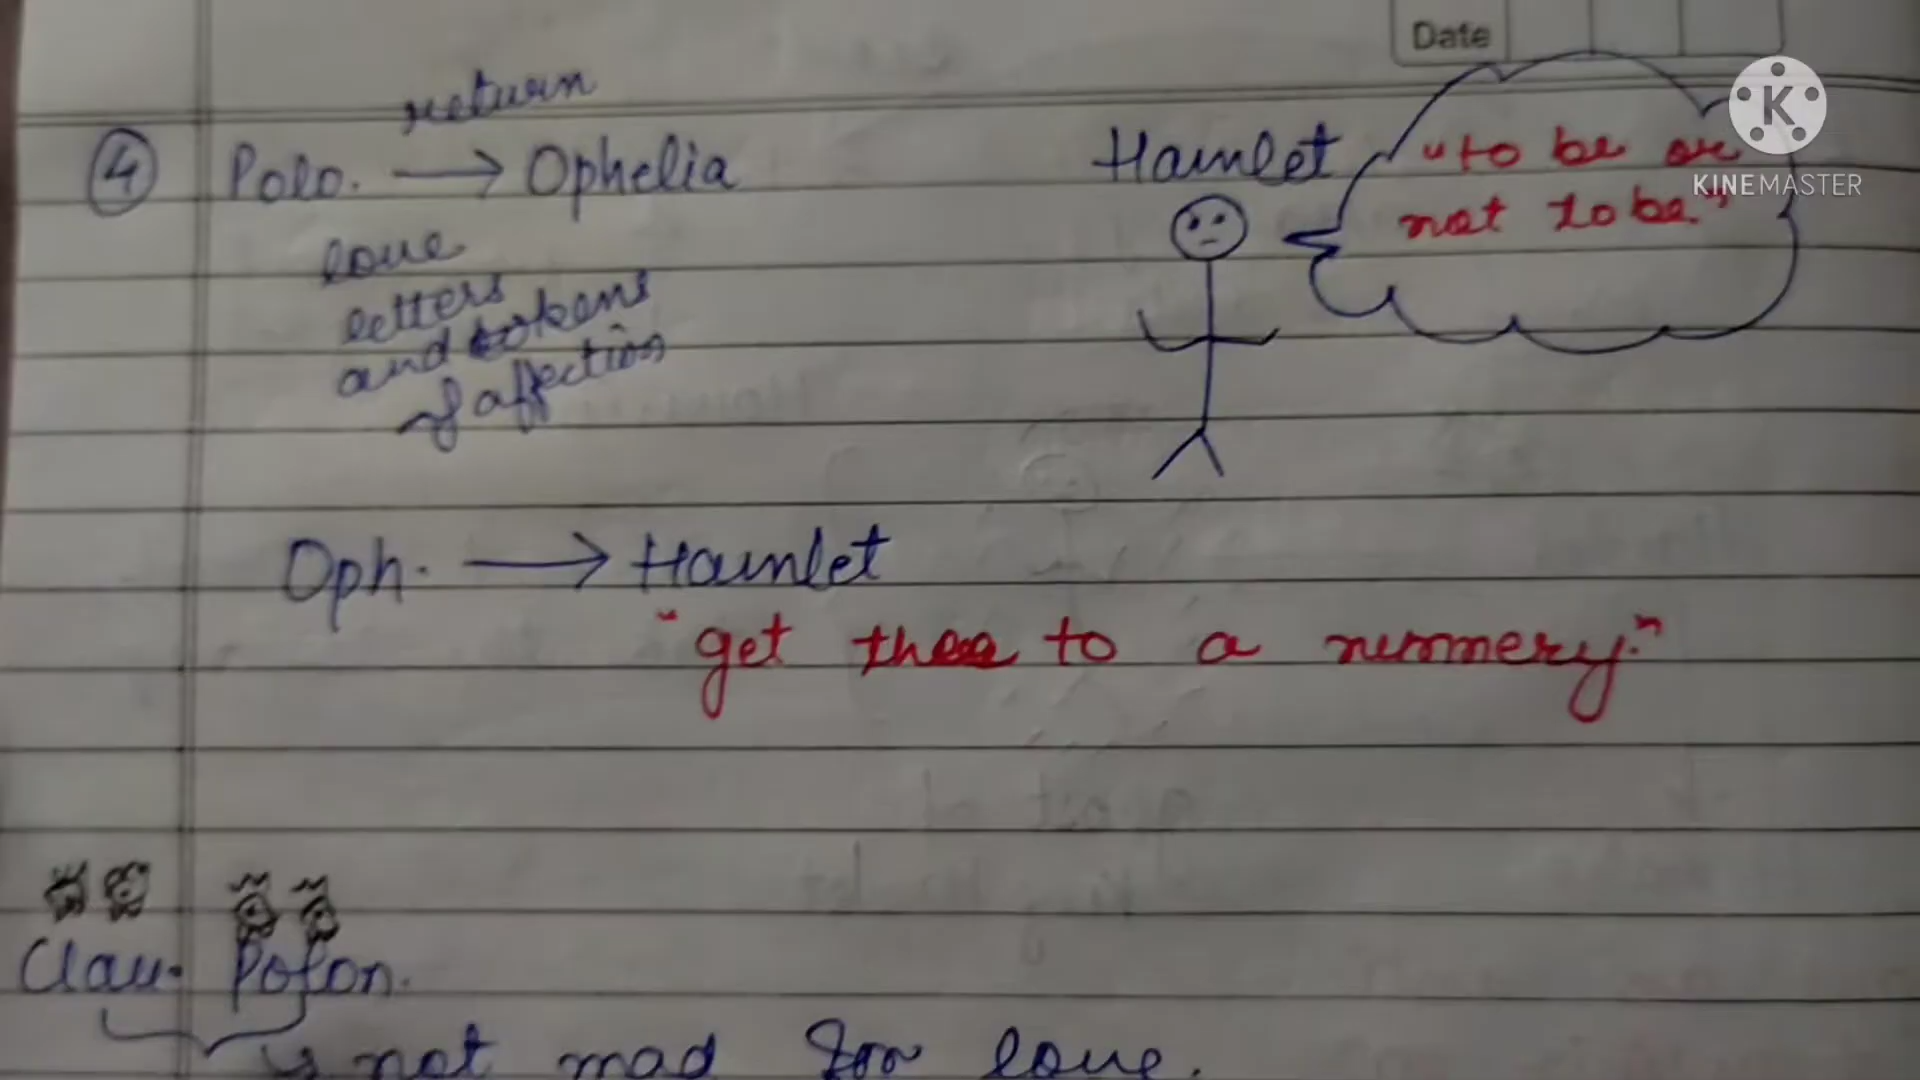 Date
return
④ Polo. → Ophelia
love
letters
and tokens
of affection
Hamlet
"to be or
not to be."
KINEMASTER
Oph. → Hamlet
"get thee to a nunnery."
Clau. Polon.
not mad for love.